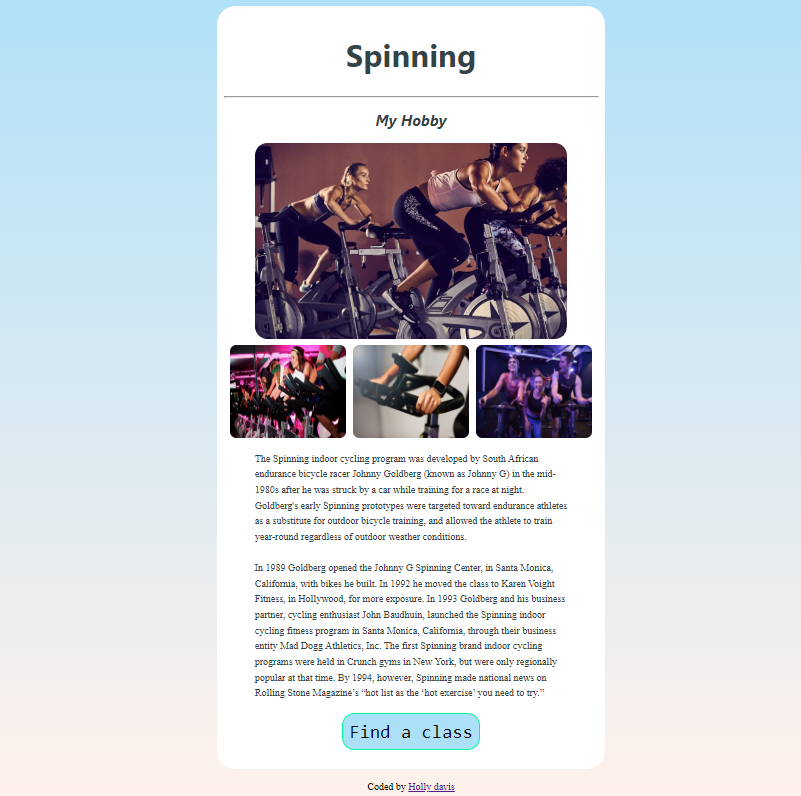 Spinning
My Hobby
The Spinning indoor cycling program was developed by South African
endurance bicycle racer Johnny Goldberg (known as Johnny G) in the mid-
1980s after he was struck by a car while training for a race at night.
Goldberg's early Spinning prototypes were targeted toward endurance athletes
as a substitute for outdoor bicycle training, and allowed the athlete to train
year-round regardless of outdoor weather conditions.
In 1989 Goldberg opened the Johnny G Spinning Center, in Santa Monica,
California, with bikes he built. In 1992 he moved the class to Karen Voight
Fitness, in Hollywood, for more exposure. In 1993 Goldberg and his business
partner, cycling enthusiast John Baudhuin, launched the Spinning indoor
cycling fitness program in Santa Monica, California, through their business
entity Mad Dogg Athletics, Inc. The first Spinning brand indoor cycling
programs were held in Crunch gyms in New York, but were only regionally
popular at that time. By 1994, however, Spinning made national news on
Rolling Stone Magazine’s “hot list as the ‘hot exercise’ you need to try.”
Find a class
Coded by Holly davis